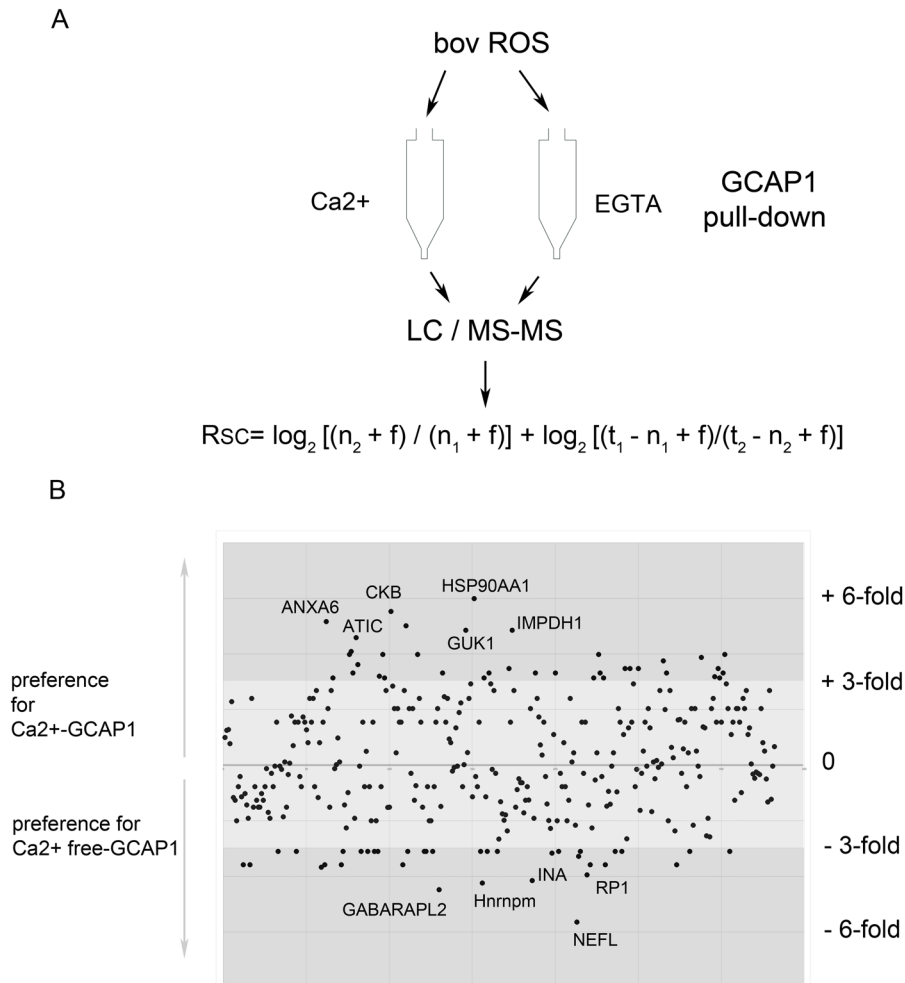 A
bov ROS
Ca2+
EGTA
GCAP1
pull-down
LC / MS-MS
RSC= log2 [(n2 + f) / (n1 + f)] + log2 [(t1 - n1 + f)/(t2 - n2 + f)]
B
HSP90AA1
CKB
ANXA6
ATIC
IMPDH1
GUK1
+ 6-fold
+ 3-fold
preference
for
Ca2+-GCAP1
0
preference for
Ca2+ free-GCAP1
- 3-fold
INA
RP1
Hnrnpm
GABARAPL2
NEFL
- 6-fold